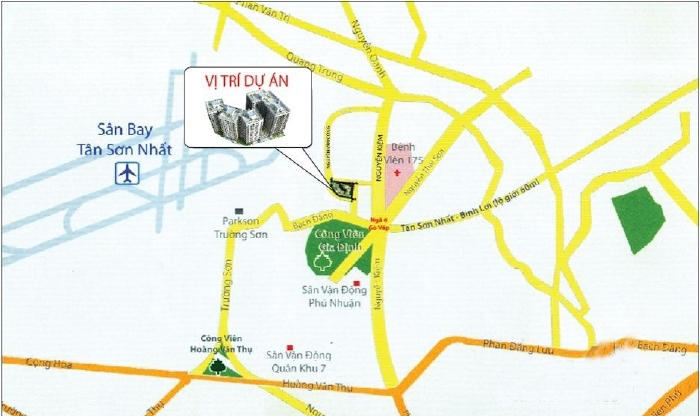 Phan Văn Trị
Nguyễn Oanh
Quang Trung
VỊ TRÍ DỰ ÁN
Sân Bay
Tân Sơn Nhất
NGUYỄN KIỆM
Bệnh
Viện 175
Nguyễn Thái Sơn
Parkson
Trường Sơn
Bạch Đằng
Ngã 6
Gò Vấp
Tân Sơn Nhất - Bình Lợi (lộ giới 60m)
Công Viên
Gia Định
Trường Sơn
Sân Vận Động
Phú Nhuận
Nguyễn Kiệm
Công Viên
Hoàng Văn Thụ
Sân Vận Động
Quân Khu 7
Phan Đăng Lưu
Bạch Đằng
Cộng Hòa
Hoàng Văn Thụ